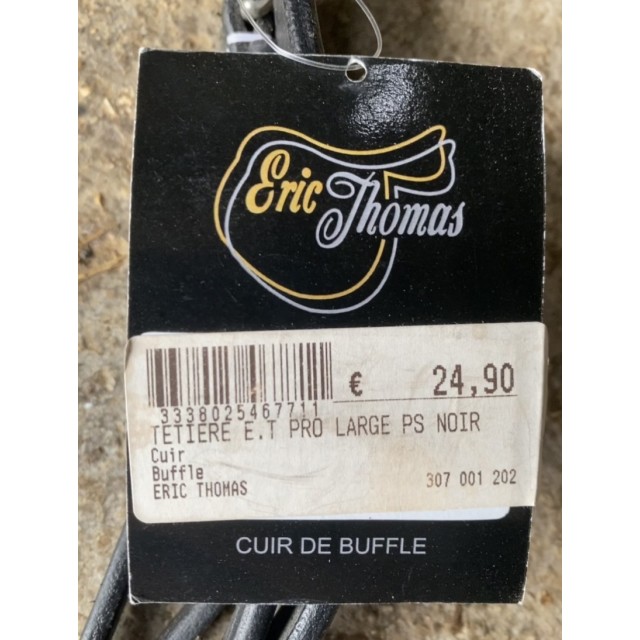 Eric Thomas
€ 24,90
3338025467711
TETIERE E.T PRO LARGE PS NOIR
Cuir
Buffle
ERIC THOMAS
307 001 202
CUIR DE BUFFLE